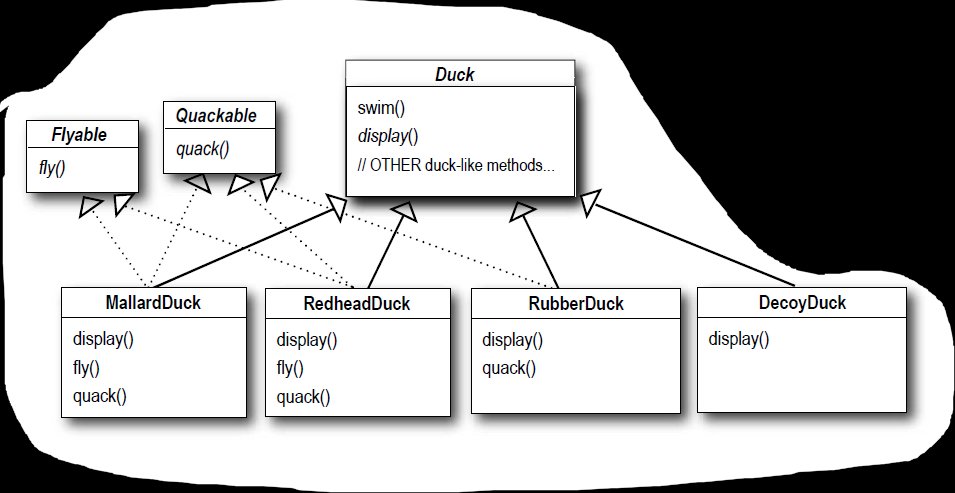 Duck
swim()
display()
// OTHER duck-like methods...
Quackable
quack()
Flyable
fly()
MallardDuck
display()
fly()
quack()
RedheadDuck
display()
fly()
quack()
RubberDuck
display()
quack()
DecoyDuck
display()